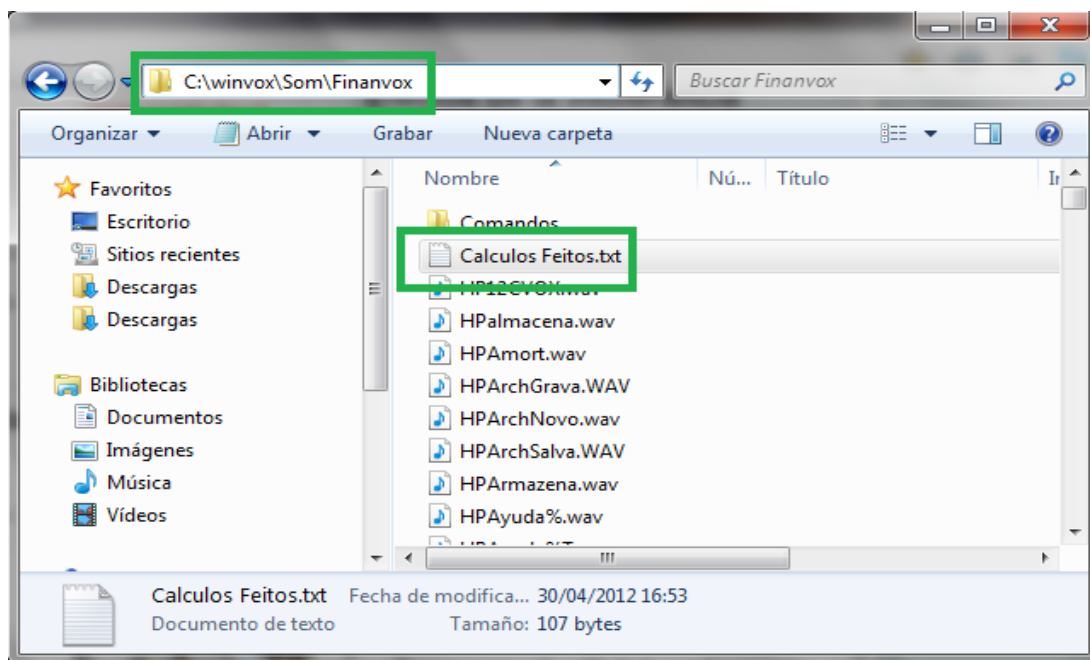 C:\winvox\Som\Finanvox
Buscar Finanvox
Organizar Abrir Grabar Nueva carpeta
Favoritos
Escritorio
Sitios recientes
Descargas
Descargas
Bibliotecas
Documentos
Imágenes
Música
Vídeos
Nombre Nú... Título
Comandos
Calculos Feitos.txt
HP12CVOX.wav
HPalmacena.wav
HPAmort.wav
HPArchGrava.WAV
HPArchNovo.wav
HPArchSalva.WAV
HPArmazena.wav
HPAyuda%.wav
Calculos Feitos.txt Fecha de modifica... 30/04/2012 16:53
Documento de texto Tamaño: 107 bytes